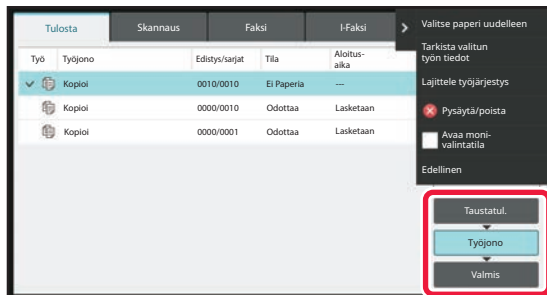 Tulosta
Skannaus
Faksi
I-Faksi
Työ Työjono Edistys/sarjat Tila Aloitus-
aika
Kopioi 0010/0010 Ei Paperia ---
Kopioi 0000/0010 Odottaa Lasketaan
Kopioi 0000/0001 Odottaa Lasketaan
Valitse paperi uudelleen
Tarkista valitun
työn tiedot
Lajittele työjärjestys
Pysäytä/poista
Avaa moni-
valintatila
Edellinen
Taustatul.
Työjono
Valmis